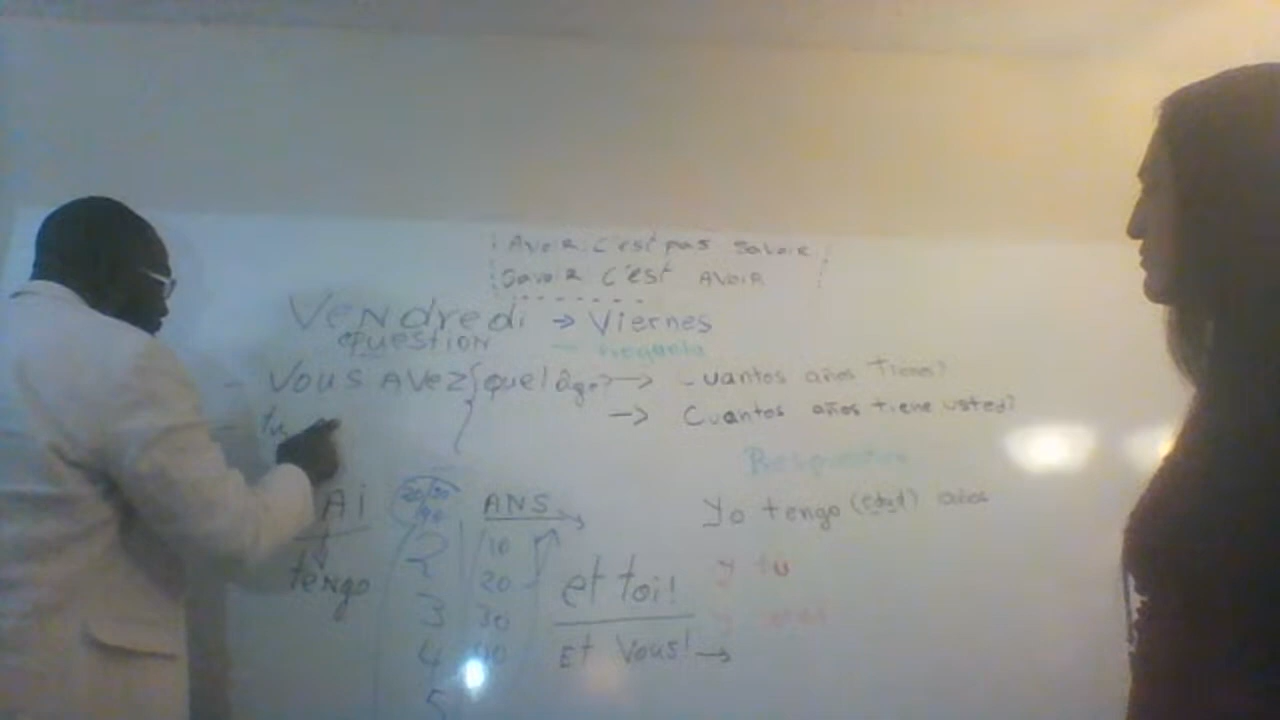 Avoir c'est pas savoir
Savoir c'est avoir
Vendredi → Viernes
question
Vous avez quel âge? → Cuantos años Tienes?
tu → Cuantos años tiene usted?
Ai 20/30 ANS → Yo tengo (edad) años
tengo
2 10
3 20
4 30
5 40
et toi! y tu
Et Vous! →